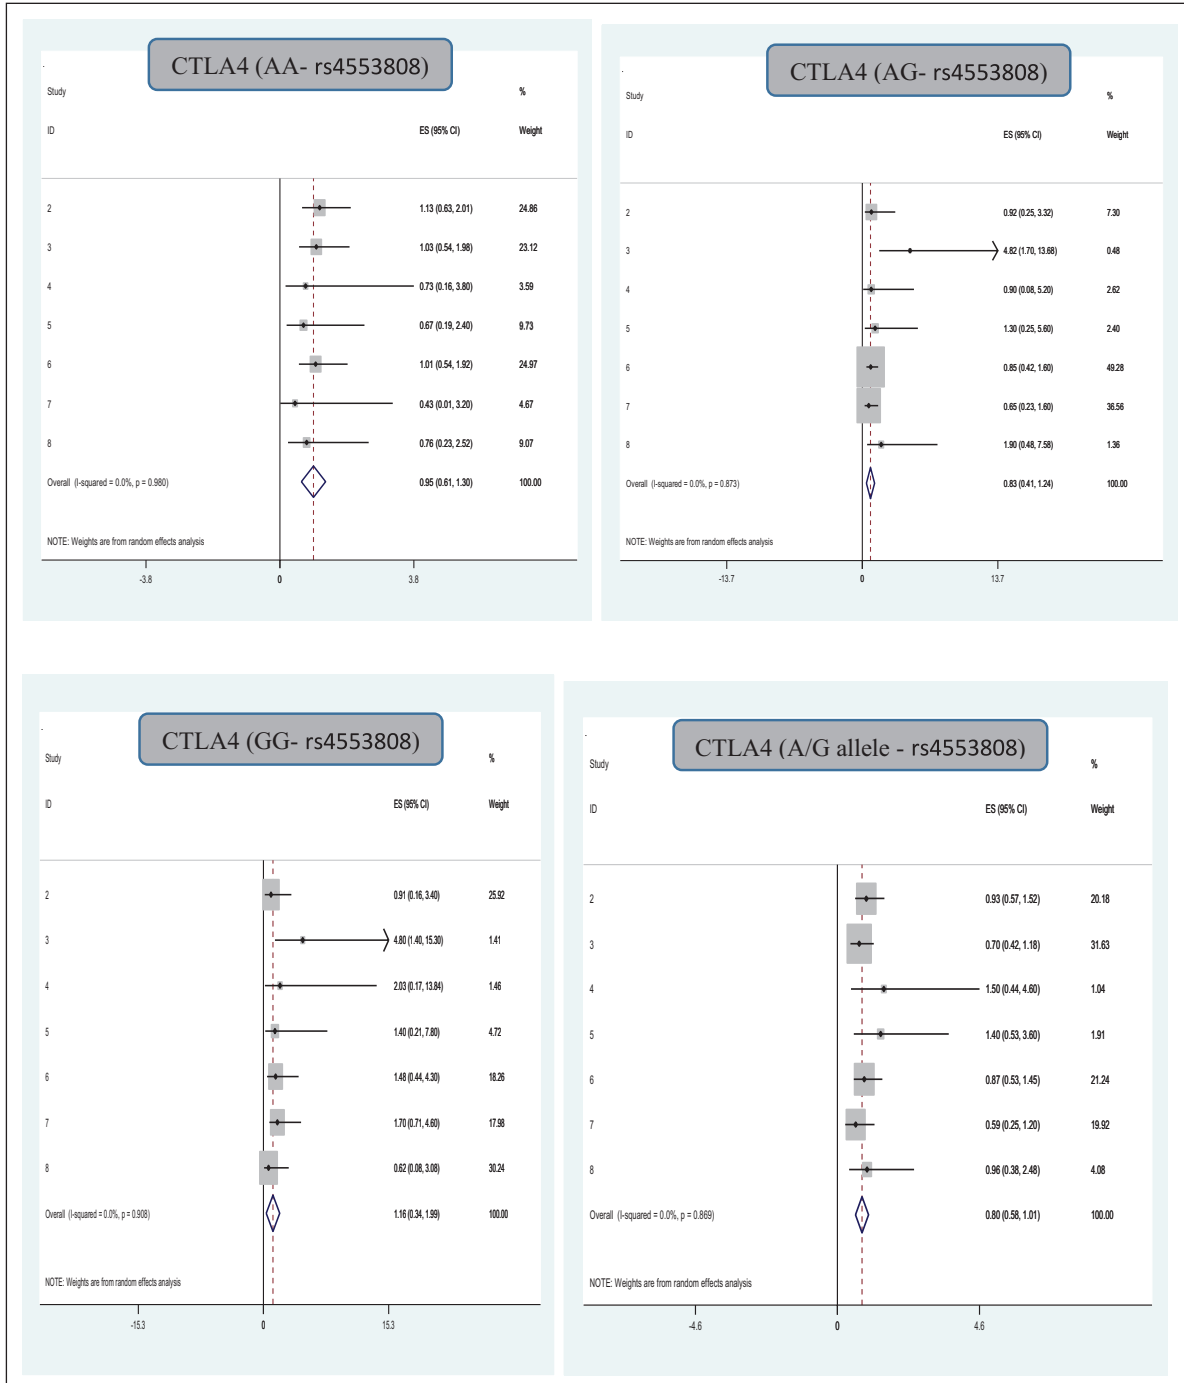 CTLA4 (AA- rs4553808)
Study %
ID ES (95% CI) Weight
2 1.13 (0.63, 2.01) 24.86
3 1.03 (0.54, 1.98) 23.12
4 0.73 (0.16, 3.80) 3.59
5 0.67 (0.19, 2.40) 9.73
6 1.01 (0.54, 1.92) 24.97
7 0.43 (0.01, 3.20) 4.67
8 0.76 (0.23, 2.52) 9.07
Overall (I-squared = 0.0%, p = 0.980) 0.95 (0.61, 1.30) 100.00
NOTE: Weights are from random effects analysis
-3.8 0 3.8
CTLA4 (AG- rs4553808)
Study %
ID ES (95% CI) Weight
2 0.92 (0.25, 3.32) 7.30
3 4.82 (1.70, 13.68) 0.48
4 0.90 (0.08, 5.20) 2.62
5 1.30 (0.25, 5.60) 2.40
6 0.85 (0.42, 1.60) 49.28
7 0.65 (0.23, 1.60) 36.56
8 1.90 (0.48, 7.58) 1.36
Overall (I-squared = 0.0%, p = 0.873) 0.83 (0.41, 1.24) 100.00
NOTE: Weights are from random effects analysis
-13.7 0 13.7
CTLA4 (GG- rs4553808)
Study %
ID ES (95% CI) Weight
2 0.91 (0.16, 3.40) 25.92
3 4.80 (1.40, 15.30) 1.41
4 2.03 (0.17, 13.84) 1.46
5 1.40 (0.21, 7.80) 4.72
6 1.48 (0.44, 4.30) 18.26
7 1.70 (0.71, 4.60) 17.98
8 0.62 (0.08, 3.08) 30.24
Overall (I-squared = 0.0%, p = 0.908) 1.16 (0.34, 1.99) 100.00
NOTE: Weights are from random effects analysis
-15.3 0 15.3
CTLA4 (A/G allele - rs4553808)
Study %
ID ES (95% CI) Weight
2 0.93 (0.57, 1.52) 20.18
3 0.70 (0.42, 1.18) 31.63
4 1.50 (0.44, 4.60) 1.04
5 1.40 (0.53, 3.60) 1.91
6 0.87 (0.53, 1.45) 21.24
7 0.59 (0.25, 1.20) 19.92
8 0.96 (0.38, 2.48) 4.08
Overall (I-squared = 0.0%, p = 0.869) 0.80 (0.58, 1.01) 100.00
NOTE: Weights are from random effects analysis
-4.6 0 4.6